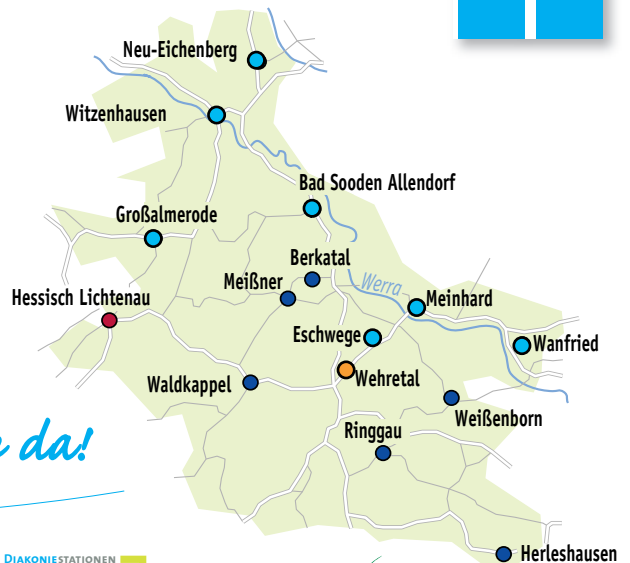 Neu-Eichenberg
Witzenhausen
Bad Sooden Allendorf
Großalmerode
Berkatal
Meißner
Werra
Hessisch Lichtenau
Meinhard
Eschwege
Wanfried
Wehretal
Waldkappel
Weißenborn
Ringgau
da!
Herleshausen
DIAKONIESTATIONEN